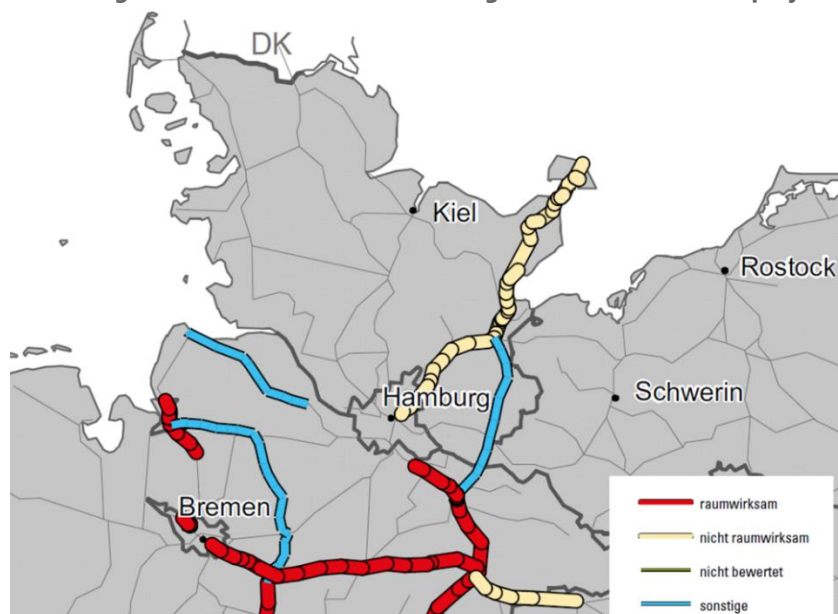 DK
Kiel
Rostock
Hamburg
Schwerin
Bremen
raumwirksam
nicht raumwirksam
nicht bewertet
sonstige